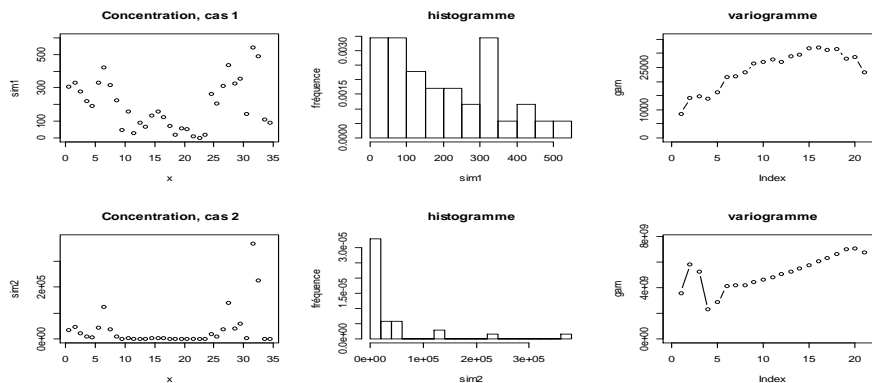 Concentration, cas 1
sim1
0 100 300 500
0 5 10 15 20 25 30 35
x
histogramme
fréquence
0.0000 0.0015 0.0030
0 100 200 300 400 500
sim1
variogramme
gam
0 10000 25000
0 5 10 15 20
Index
Concentration, cas 2
sim2
0e+00 2e+05
0 5 10 15 20 25 30 35
x
histogramme
fréquence
0.0e+00 1.5e-05 3.0e-05
0e+00 1e+05 2e+05 3e+05
sim2
variogramme
gam
0e+00 4e+09 8e+09
0 5 10 15 20
Index